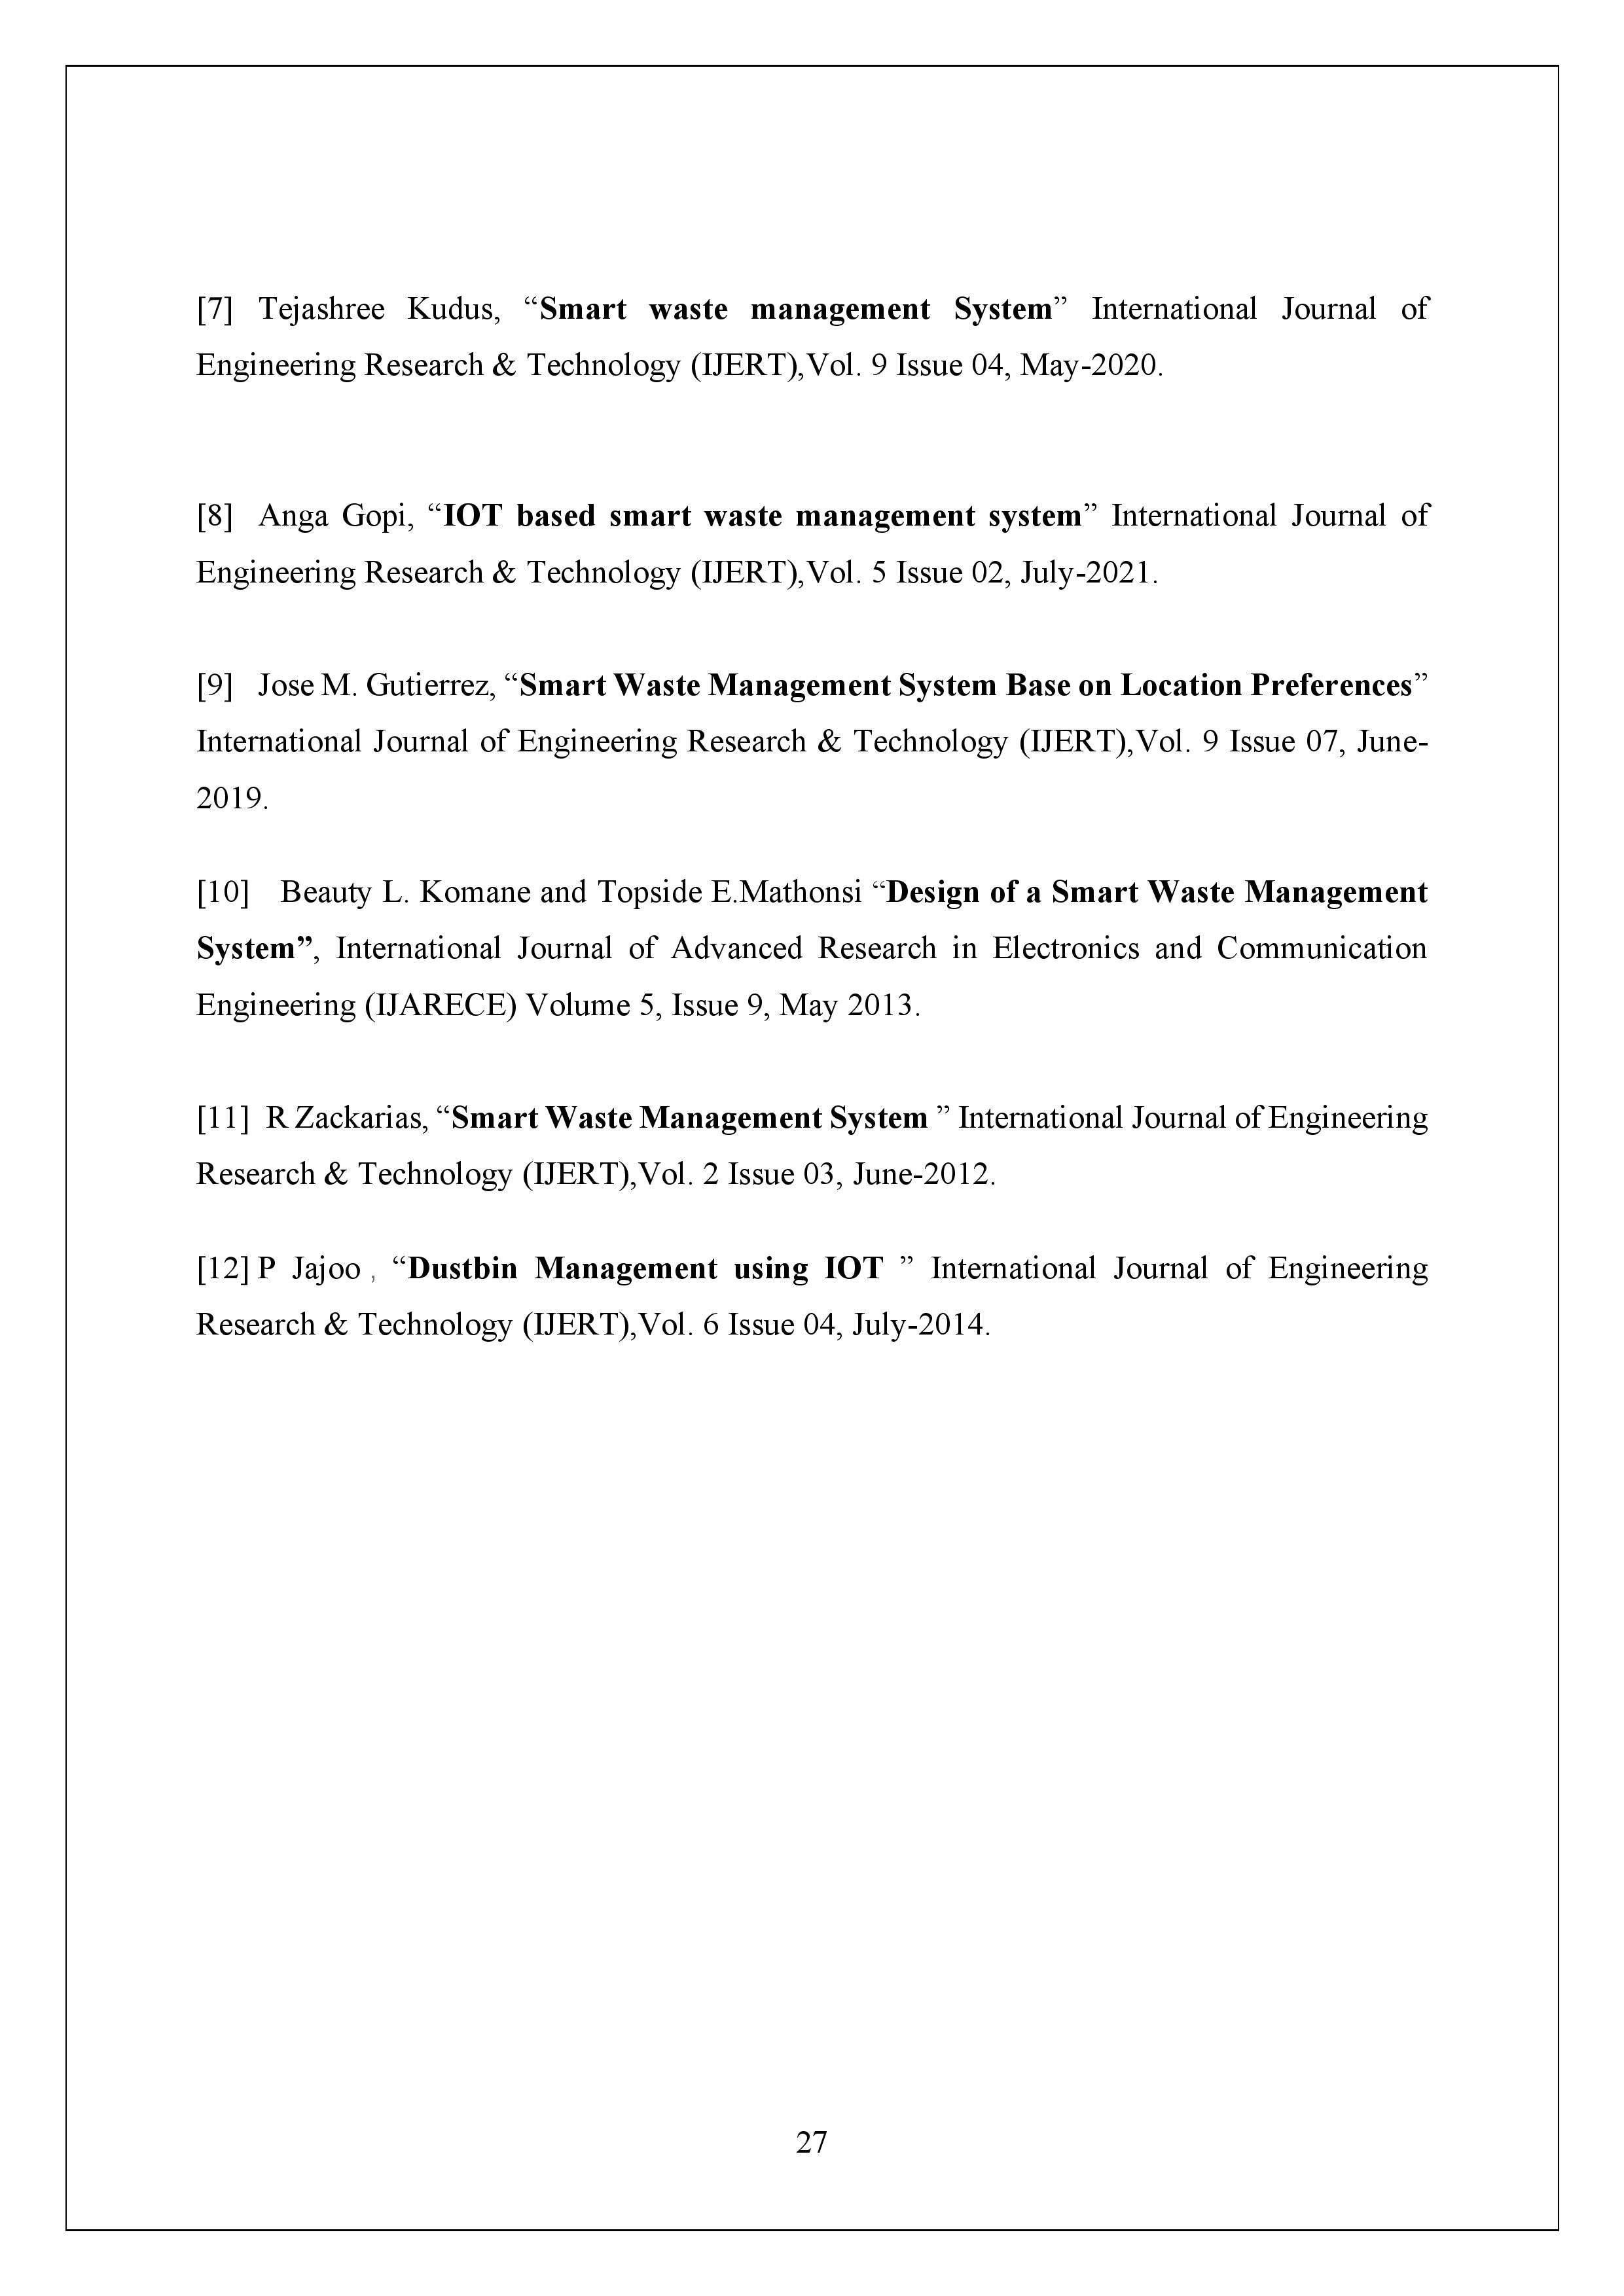 [7] Tejashree Kudus, “Smart waste management System” International Journal of
Engineering Research & Technology (IJERT),Vol. 9 Issue 04, May-2020.
[8] Anga Gopi, “IOT based smart waste management system” International Journal of
Engineering Research & Technology (IJERT),Vol. 5 Issue 02, July-2021.
[9] Jose M. Gutierrez, “Smart Waste Management System Base on Location Preferences”
International Journal of Engineering Research & Technology (IJERT),Vol. 9 Issue 07, June-
2019.
[10] Beauty L. Komane and Topside E.Mathonsi “Design of a Smart Waste Management
System”, International Journal of Advanced Research in Electronics and Communication
Engineering (IJARECE) Volume 5, Issue 9, May 2013.
[11] R Zackarias, “Smart Waste Management System ” International Journal of Engineering
Research & Technology (IJERT),Vol. 2 Issue 03, June-2012.
[12] P Jajoo , “Dustbin Management using IOT ” International Journal of Engineering
Research & Technology (IJERT),Vol. 6 Issue 04, July-2014.
27